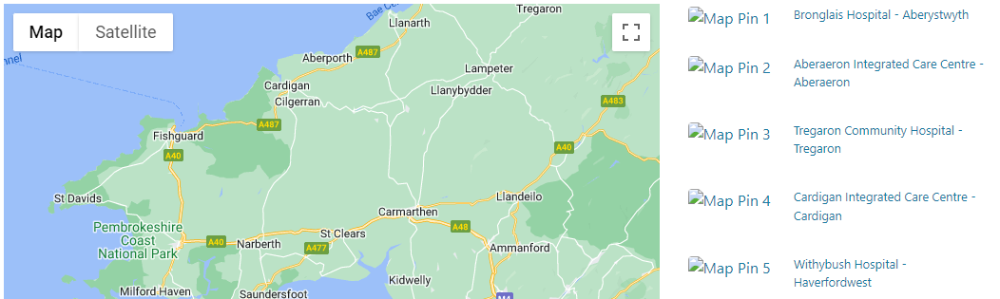 Map Satellite
Bae Ce
nnel
Llanarth
Tregaron
A487
Aberporth
Lampeter
Cardigan
Llanybydder
Cilgerran
A483
A487
Fishguard
A40
A40
St Davids
Llandeilo
Carmarthen
Pembrokeshire
Coast
National Park
A48
St Clears
A40
Narberth
A477
Ammanford
Kidwelly
Milford Haven
Saundersfoot
M4
Map Pin 1
Bronglais Hospital - Aberystwyth
Map Pin 2
Aberaeron Integrated Care Centre -
Aberaeron
Map Pin 3
Tregaron Community Hospital -
Tregaron
Map Pin 4
Cardigan Integrated Care Centre -
Cardigan
Map Pin 5
Withybush Hospital -
Haverfordwest